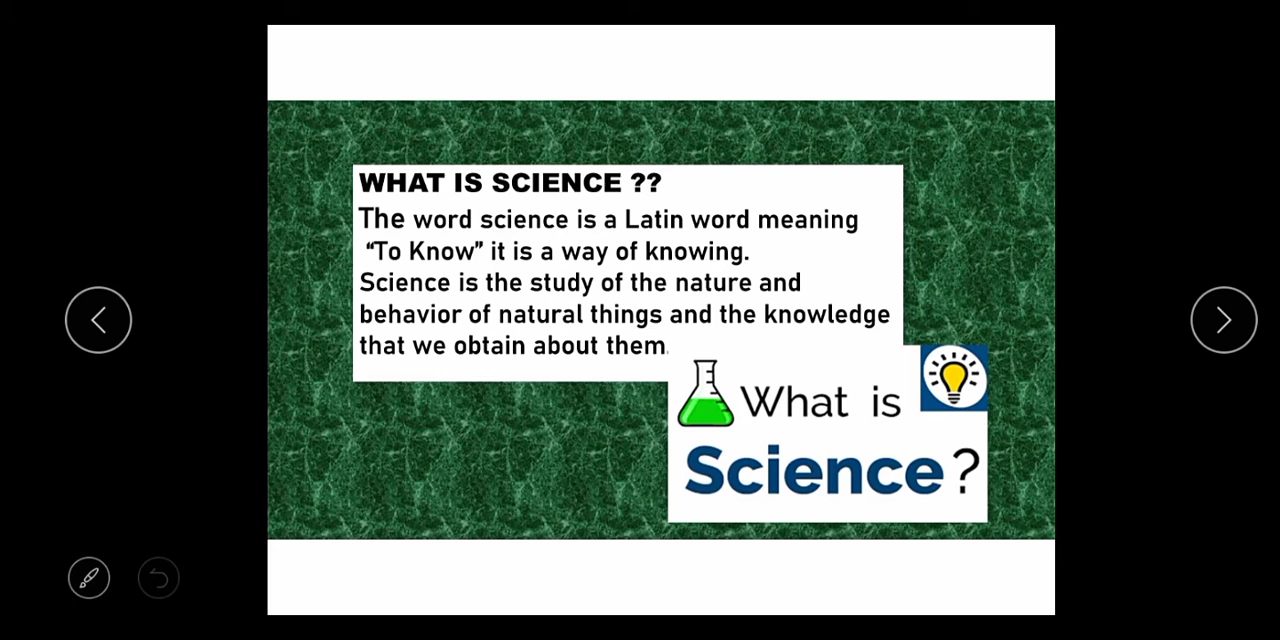 WHAT IS SCIENCE ??
The word science is a Latin word meaning
“To Know” it is a way of knowing.
Science is the study of the nature and
behavior of natural things and the knowledge
that we obtain about them.
What is
Science?